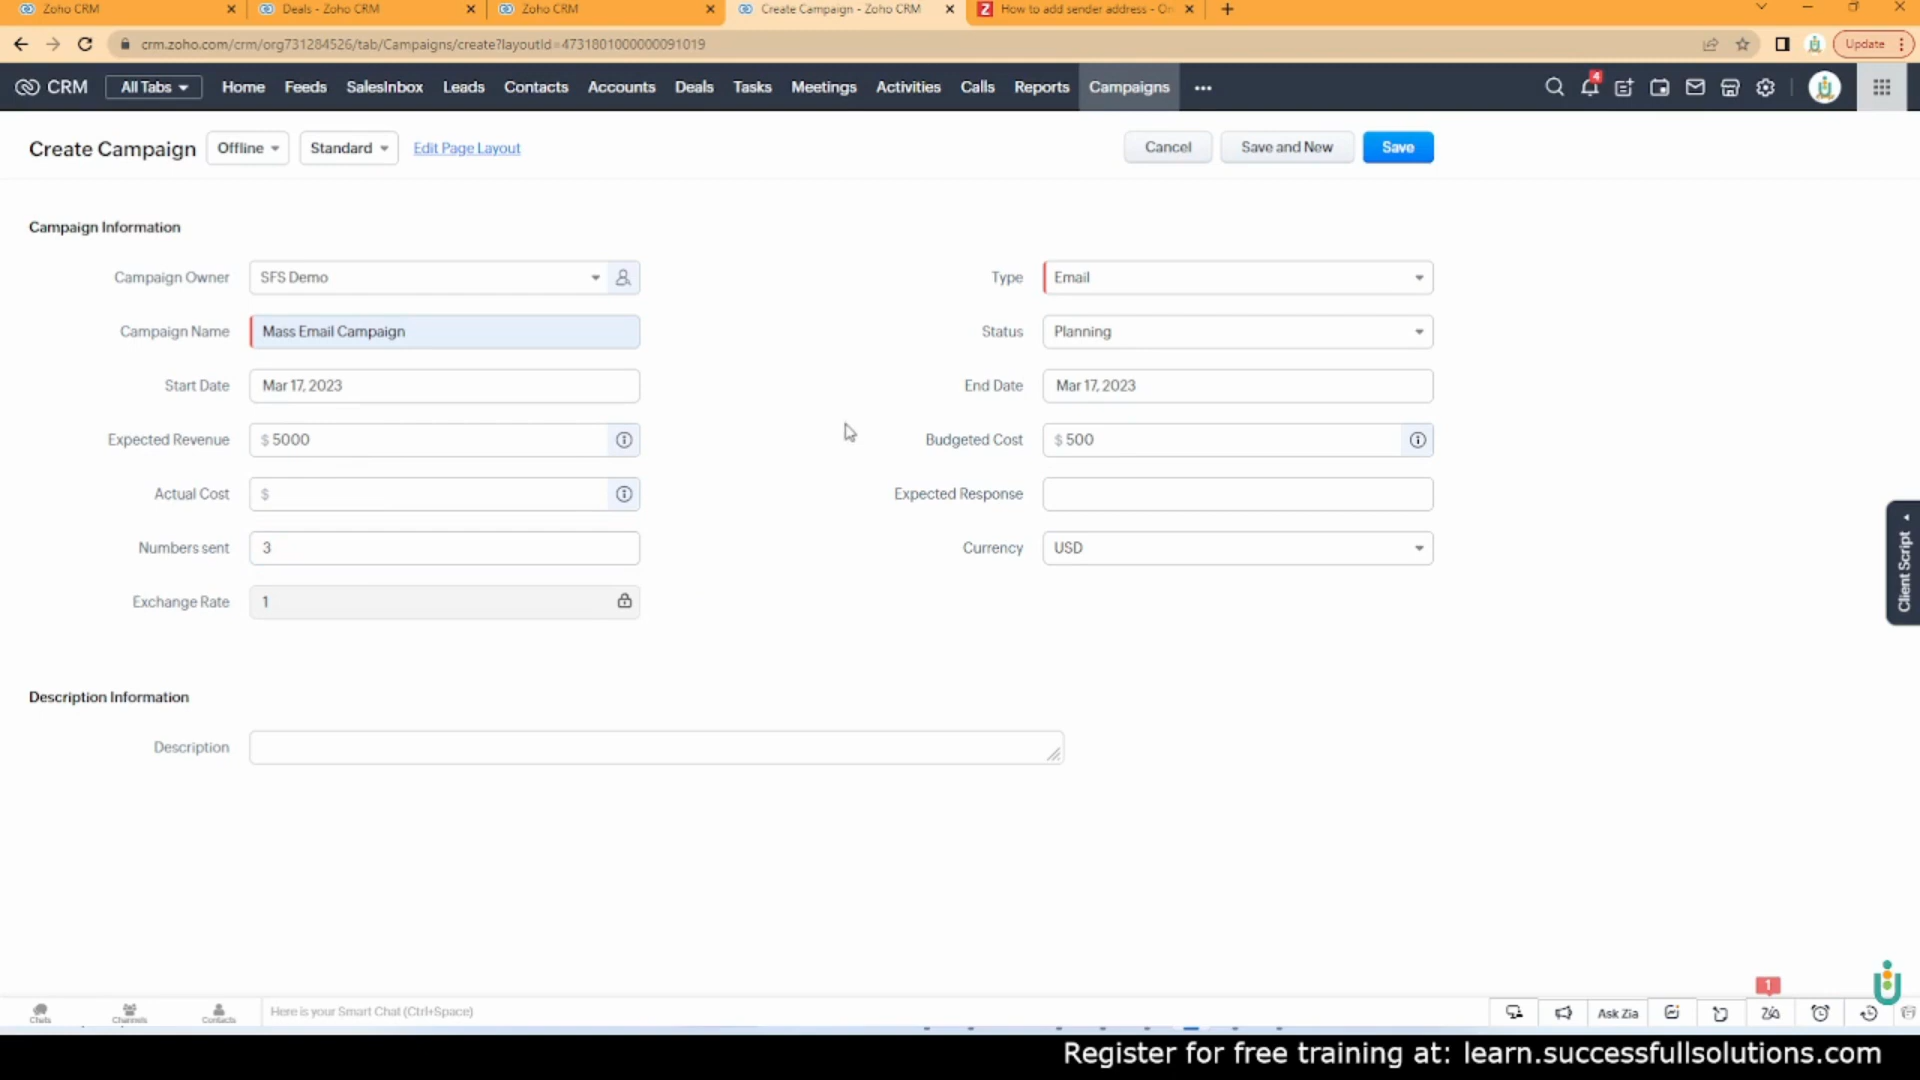 Zoho CRM
Deals - Zoho CRM
Zoho CRM
Create Campaign - Zoho CRM
How to add sender address - On
crm.zoho.com/crm/org731284526/tab/Campaigns/create?layoutId=4731801000000091019
Update
CRM
All Tabs
Home
Feeds
SalesInbox
Leads
Contacts
Accounts
Deals
Tasks
Meetings
Activities
Calls
Reports
Campaigns
4
Create Campaign
Offline
Standard
Edit Page Layout
Cancel
Save and New
Save
Campaign Information
Campaign Owner
SFS Demo
Type
Email
Campaign Name
Mass Email Campaign
Status
Planning
Start Date
Mar 17, 2023
End Date
Mar 17, 2023
Expected Revenue
$ 5000
Budgeted Cost
$ 500
Actual Cost
$
Expected Response
Numbers sent
3
Currency
USD
Exchange Rate
1
Client Script
Description Information
Description
1
Chats
Channels
Contacts
Here is your Smart Chat (Ctrl+Space)
Ask Zia
Register for free training at: learn.successfullsolutions.com